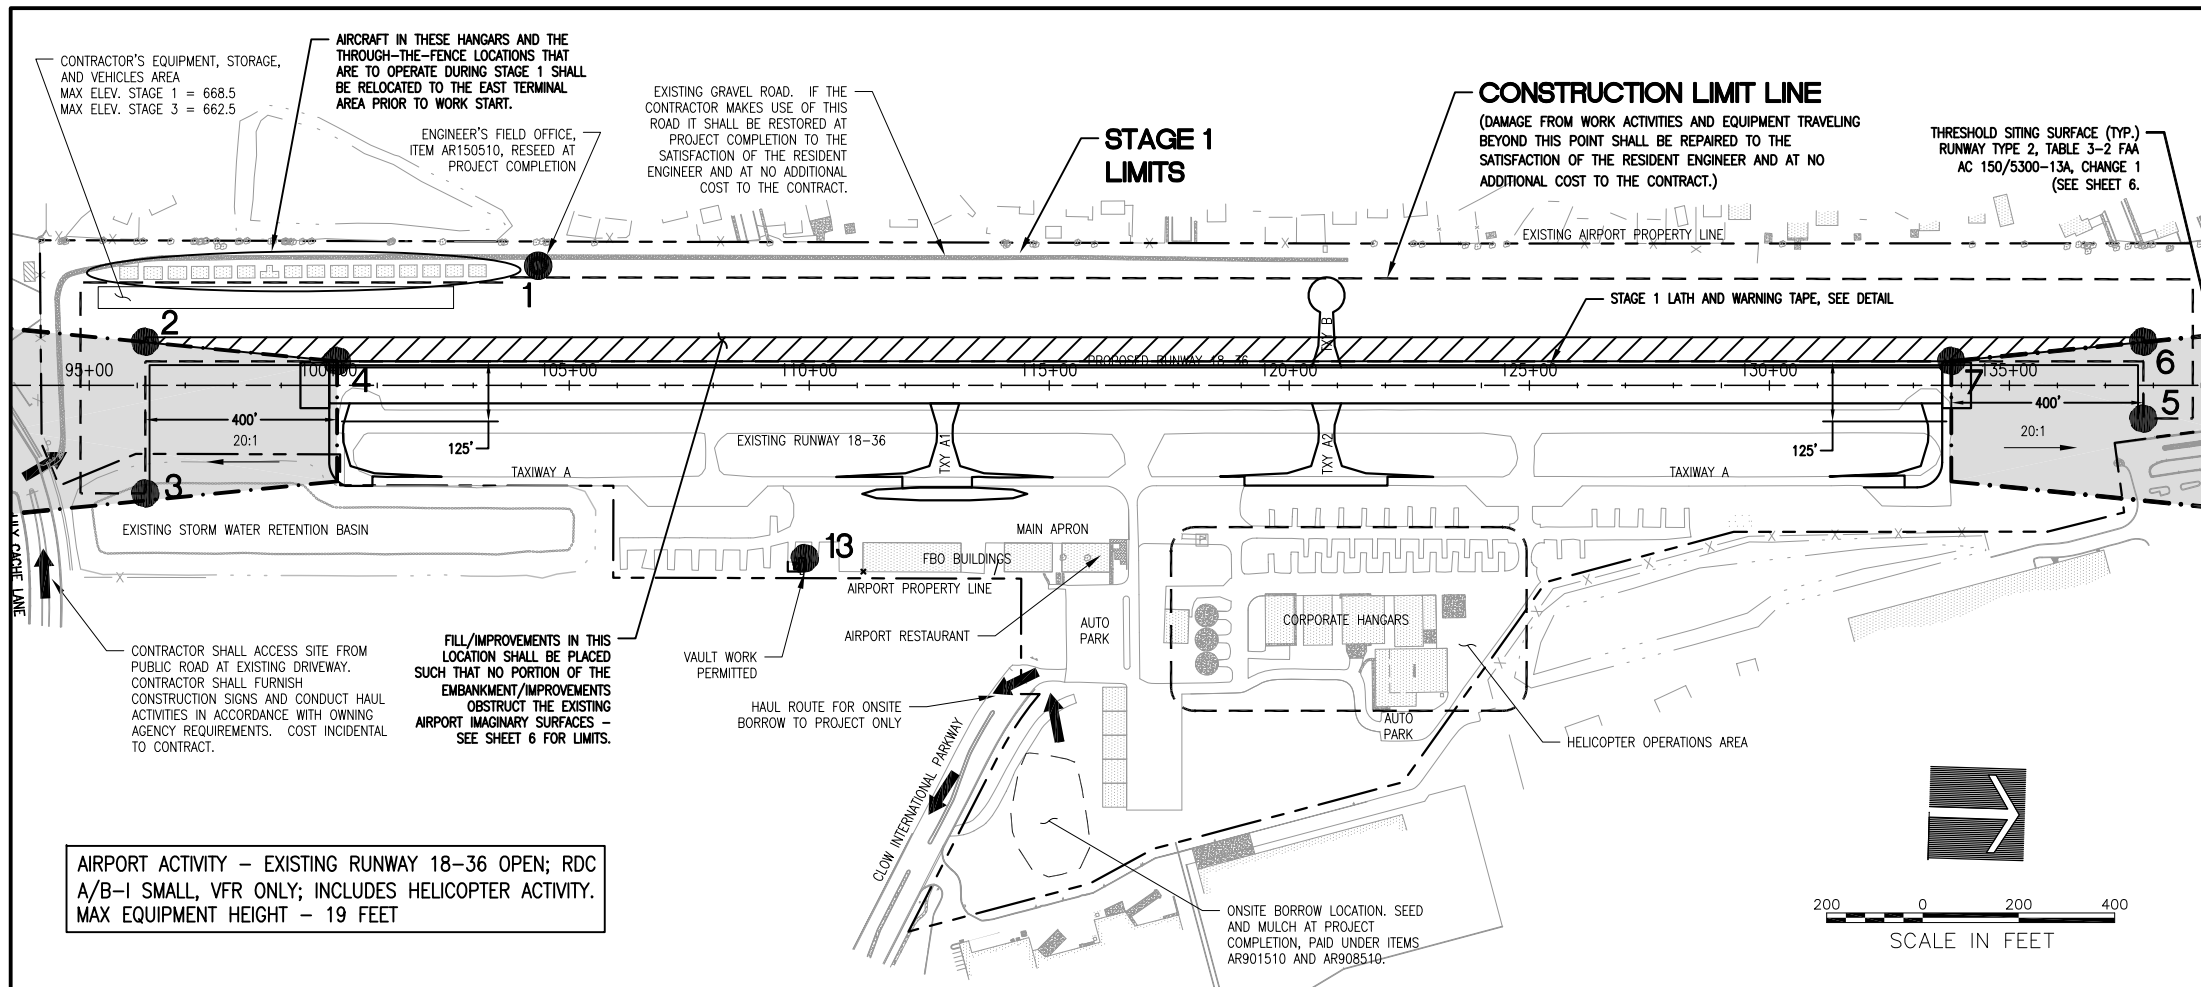 CONTRACTOR'S EQUIPMENT, STORAGE,
AND VEHICLES AREA
MAX ELEV. STAGE 1 = 668.5
MAX ELEV. STAGE 3 = 662.5
AIRCRAFT IN THESE HANGARS AND THE
THROUGH-THE-FENCE LOCATIONS THAT
ARE TO OPERATE DURING STAGE 1 SHALL
BE RELOCATED TO THE EAST TERMINAL
AREA PRIOR TO WORK START.
ENGINEER'S FIELD OFFICE,
ITEM AR150510, RESEED AT
PROJECT COMPLETION
EXISTING GRAVEL ROAD. IF THE
CONTRACTOR MAKES USE OF THIS
ROAD IT SHALL BE RESTORED AT
PROJECT COMPLETION TO THE
SATISFACTION OF THE RESIDENT
ENGINEER AND AT NO ADDITIONAL
COST TO THE CONTRACT.
STAGE 1
LIMITS
CONSTRUCTION LIMIT LINE
(DAMAGE FROM WORK ACTIVITIES AND EQUIPMENT TRAVELING
BEYOND THIS POINT SHALL BE REPAIRED TO THE
SATISFACTION OF THE RESIDENT ENGINEER AND AT NO
ADDITIONAL COST TO THE CONTRACT.)
THRESHOLD SITING SURFACE (TYP.)
RUNWAY TYPE 2, TABLE 3-2 FAA
AC 150/5300-13A, CHANGE 1
(SEE SHEET 6.
EXISTING AIRPORT PROPERTY LINE
1
STAGE 1 LATH AND WARNING TAPE, SEE DETAIL
2
TXY B
6
PROPOSED RUNWAY 18-36
95+00
100+00
105+00
110+00
115+00
120+00
125+00
130+00
135+00
4
7
5
400'
20:1
125'
EXISTING RUNWAY 18-36
TXY A1
TXY A2
125'
400'
20:1
TAXIWAY A
TAXIWAY A
3
EXISTING STORM WATER RETENTION BASIN
LILY CACHE LANE
13
MAIN APRON
FBO BUILDINGS
AIRPORT PROPERTY LINE
AIRPORT RESTAURANT
AUTO
PARK
CORPORATE HANGARS
CONTRACTOR SHALL ACCESS SITE FROM
PUBLIC ROAD AT EXISTING DRIVEWAY.
CONTRACTOR SHALL FURNISH
CONSTRUCTION SIGNS AND CONDUCT HAUL
ACTIVITIES IN ACCORDANCE WITH OWNING
AGENCY REQUIREMENTS. COST INCIDENTAL
TO CONTRACT.
FILL/IMPROVEMENTS IN THIS
LOCATION SHALL BE PLACED
SUCH THAT NO PORTION OF THE
EMBANKMENT/IMPROVEMENTS
OBSTRUCT THE EXISTING
AIRPORT IMAGINARY SURFACES -
SEE SHEET 6 FOR LIMITS.
VAULT WORK
PERMITTED
HAUL ROUTE FOR ONSITE
BORROW TO PROJECT ONLY
AUTO
PARK
HELICOPTER OPERATIONS AREA
CLOW INTERNATIONAL PARKWAY
AIRPORT ACTIVITY - EXISTING RUNWAY 18-36 OPEN; RDC
A/B-I SMALL, VFR ONLY; INCLUDES HELICOPTER ACTIVITY.
MAX EQUIPMENT HEIGHT - 19 FEET
ONSITE BORROW LOCATION. SEED
AND MULCH AT PROJECT
COMPLETION, PAID UNDER ITEMS
AR901510 AND AR908510.
200 0 200 400
SCALE IN FEET